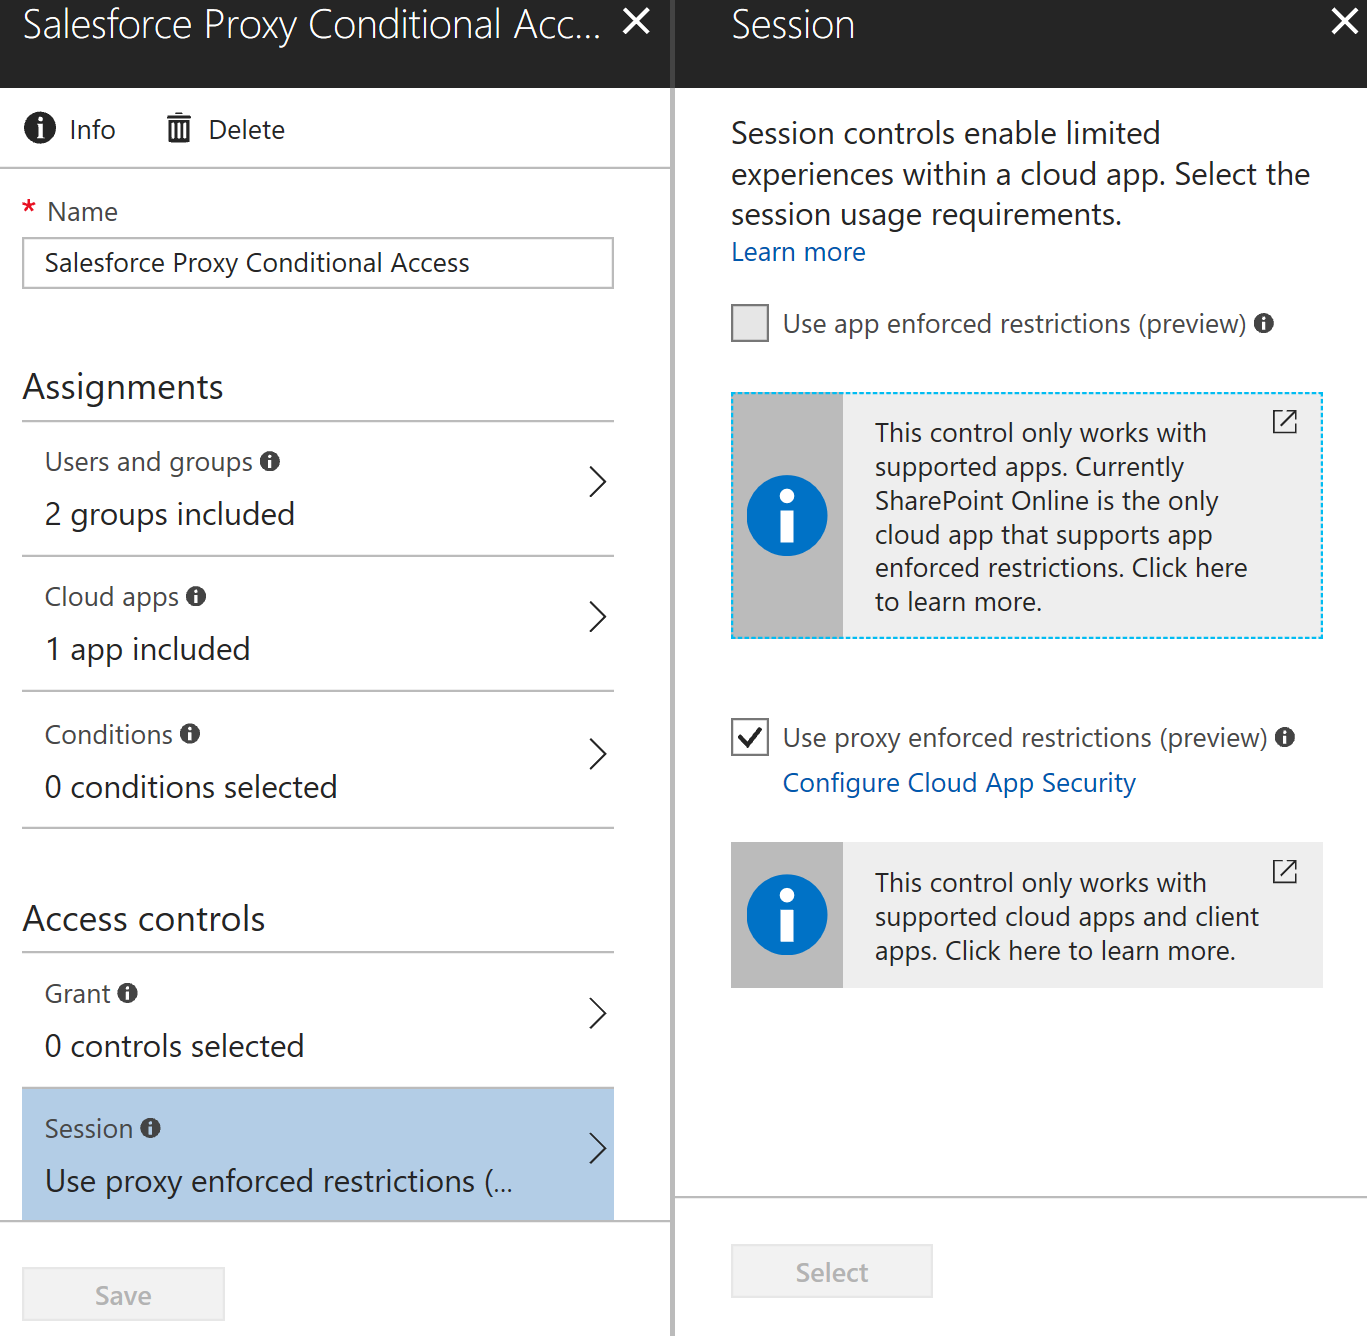 Salesforce Proxy Conditional Acc...
Info
Delete
* Name
Salesforce Proxy Conditional Access
Assignments
Users and groups
2 groups included
Cloud apps
1 app included
Conditions
0 conditions selected
Access controls
Grant
0 controls selected
Session
Use proxy enforced restrictions (...
Save
Session
Session controls enable limited
experiences within a cloud app. Select the
session usage requirements.
Learn more
Use app enforced restrictions (preview)
This control only works with
supported apps. Currently
SharePoint Online is the only
cloud app that supports app
enforced restrictions. Click here
to learn more.
Use proxy enforced restrictions (preview)
Configure Cloud App Security
This control only works with
supported cloud apps and client
apps. Click here to learn more.
Select